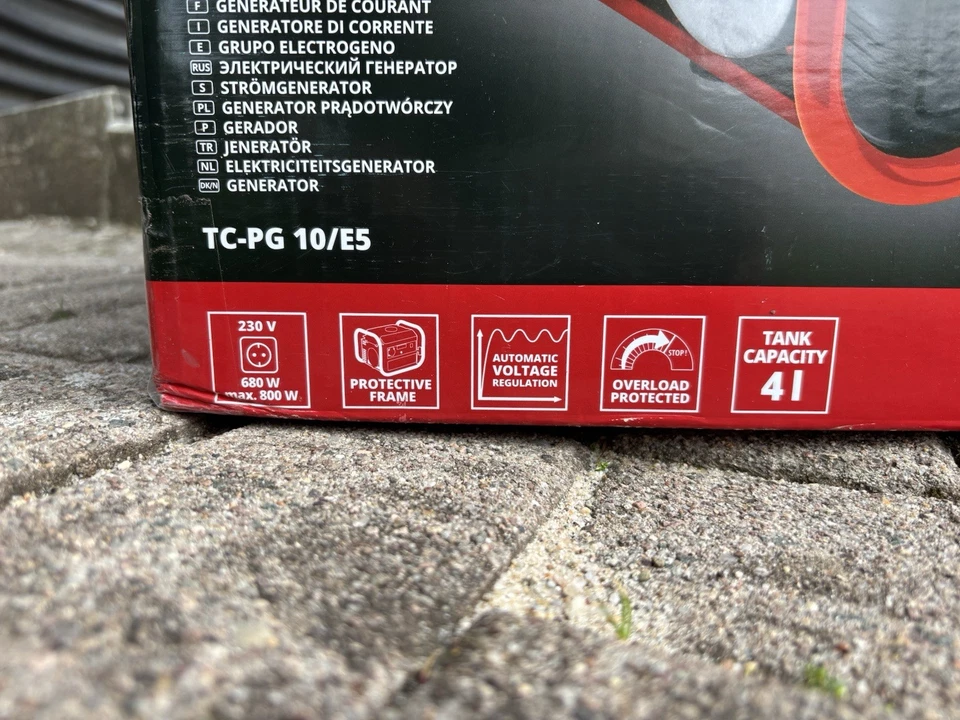 F GÉNÉRATEUR DE COURANT
I GENERATORE DI CORRENTE
E GRUPO ELECTROGENO
RUS ЭЛЕКТРИЧЕСКИЙ ГЕНЕРАТОР
S STRÖMGENERATOR
PL GENERATOR PRĄDOTWÓRCZY
P GERADOR
TR JENERATÖR
NL ELEKTRICITEITSGENERATOR
DK/N GENERATOR
TC-PG 10/E5
230 V
680 W
max. 800 W
PROTECTIVE
FRAME
AUTOMATIC
VOLTAGE
REGULATION
STOP!
OVERLOAD
PROTECTED
TANK
CAPACITY
4 l